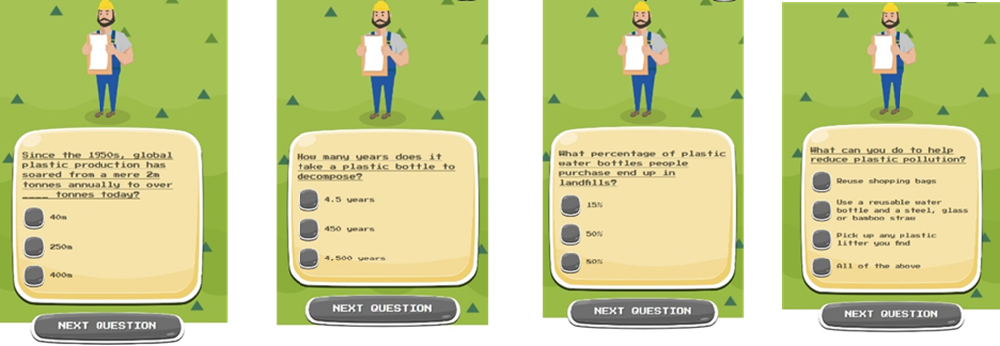 Since the 1950s, global
plastic production has
soared from a mere 2m
tonnes annually to over
____ tonnes today?
40m
250m
400m
NEXT QUESTION
How many years does it
take a plastic bottle to
decompose?
4.5 years
450 years
4,500 years
NEXT QUESTION
What percentage of plastic
water bottles people
purchase end up in
landfills?
15%
50%
80%
NEXT QUESTION
What can you do to help
reduce plastic pollution?
Reuse shopping bags
Use a reusable water
bottle and a steel, glass
or bamboo straw
Pick up any plastic
litter you find
All of the above
NEXT QUESTION